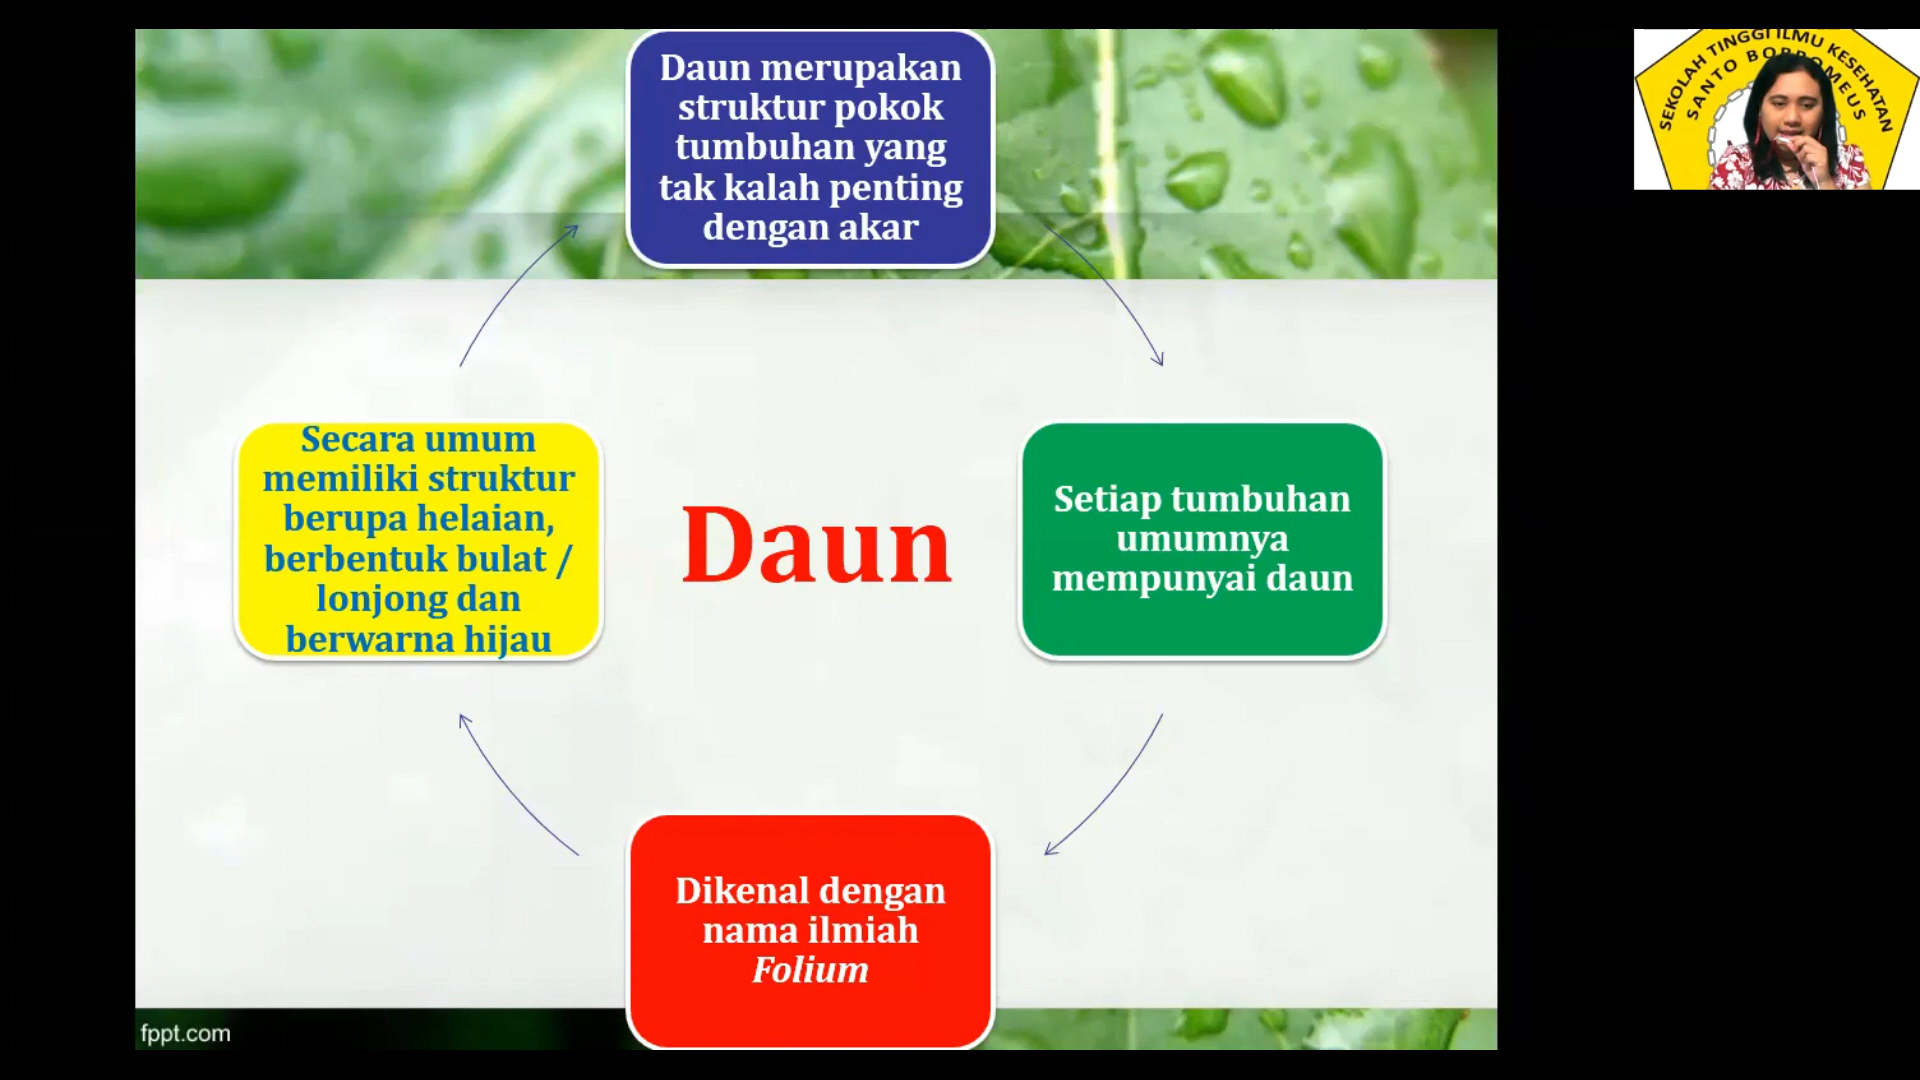 Daun merupakan
struktur pokok
tumbuhan yang
tak kalah penting
dengan akar
Setiap tumbuhan
umumnya
mempunyai daun
Dikenal dengan
nama ilmiah
Folium
Secara umum
memiliki struktur
berupa helaian,
berbentuk bulat /
lonjong dan
berwarna hijau
Daun
fppt.com
SEKOLAH TINGGI ILMU KESEHATAN
SANTO BORROMEUS